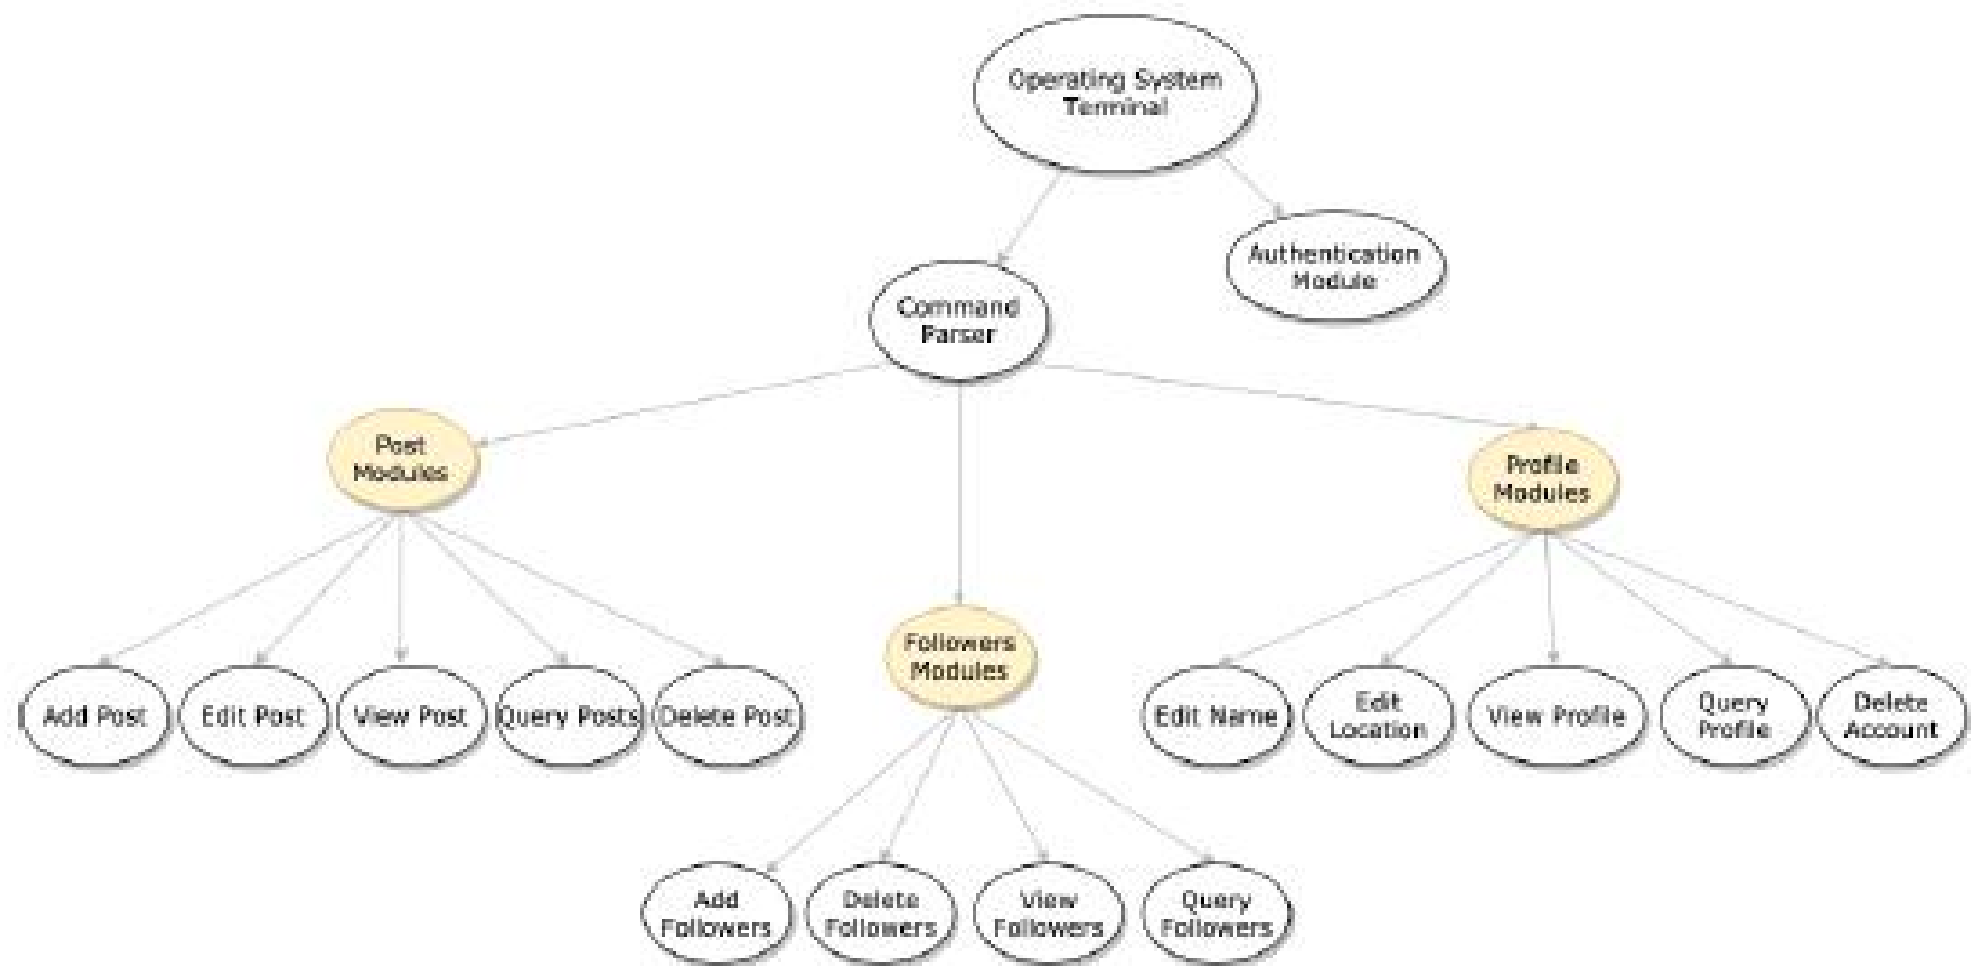 Operating System
Terminal
Authentication
Module
Command
Parser
Post
Modules
Profile
Modules
Followers
Modules
Add Post
Edit Post
View Post
Query Posts
Delete Post
Edit Name
Edit
Location
View Profile
Query
Profile
Delete
Account
Add
Followers
Delete
Followers
View
Followers
Query
Followers